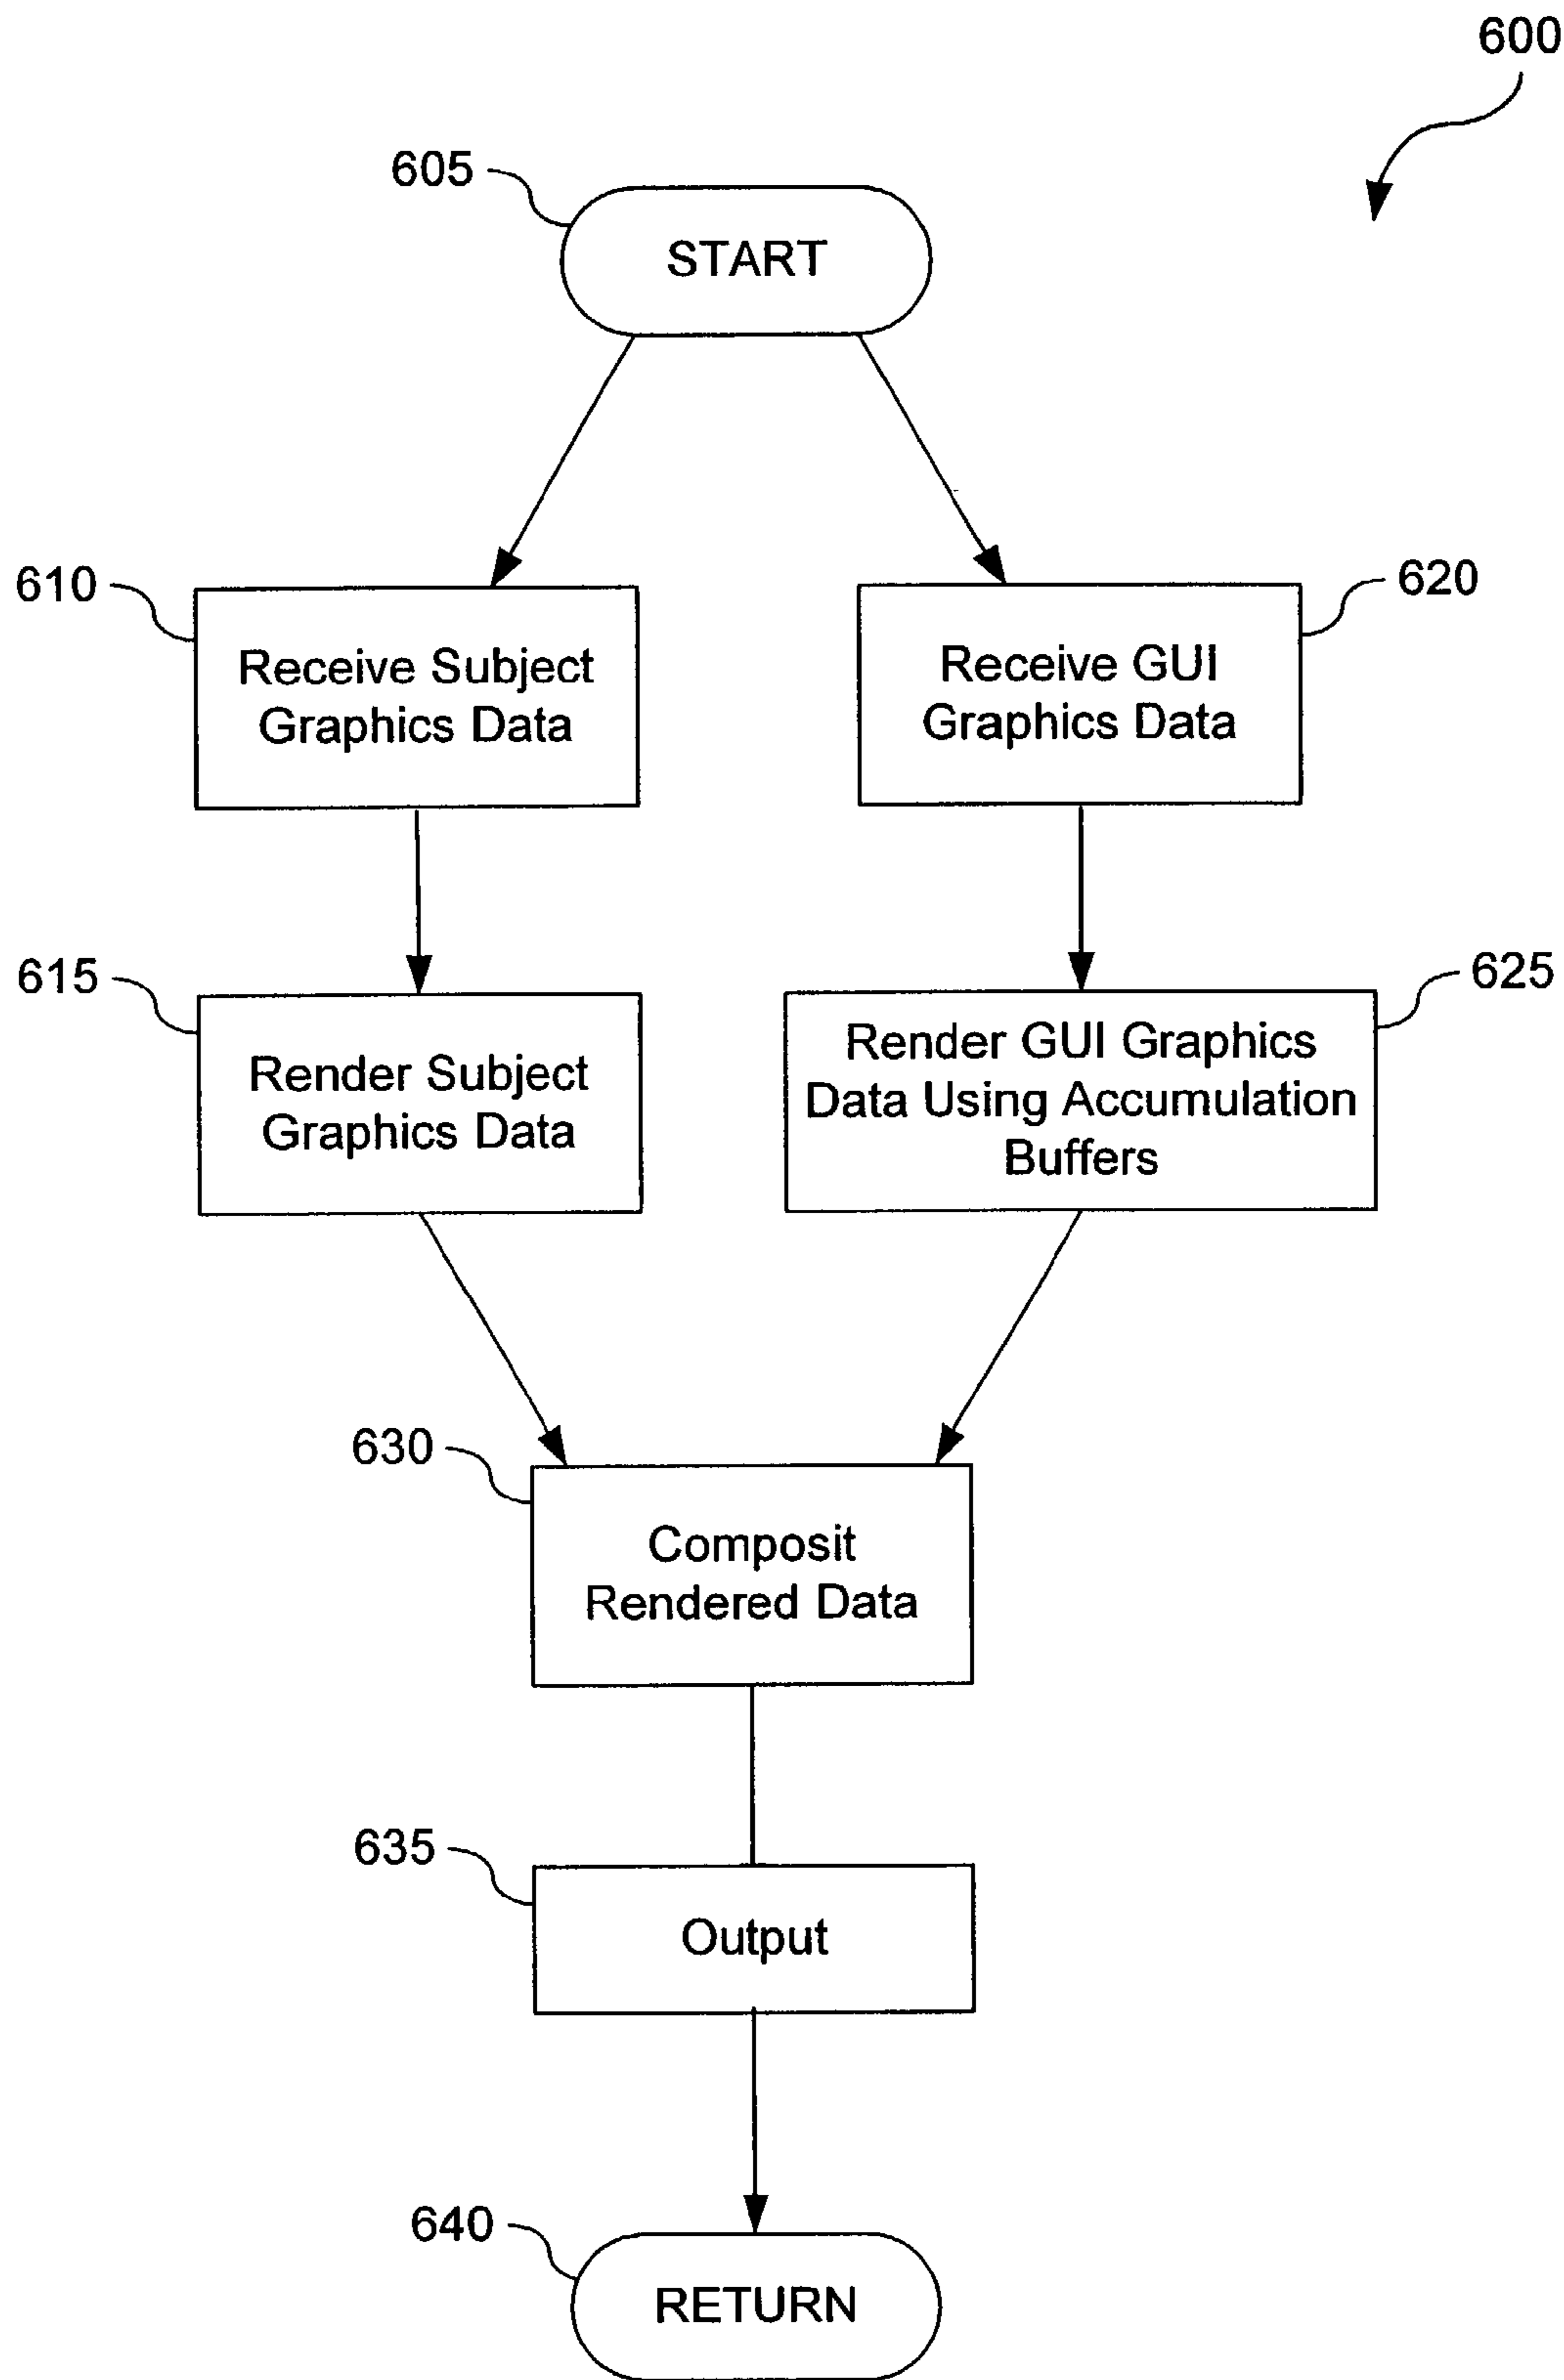 600
605
START
610
Receive Subject
Graphics Data
620
Receive GUI
Graphics Data
615
Render Subject
Graphics Data
625
Render GUI Graphics
Data Using Accumulation
Buffers
630
Composit
Rendered Data
635
Output
640
RETURN